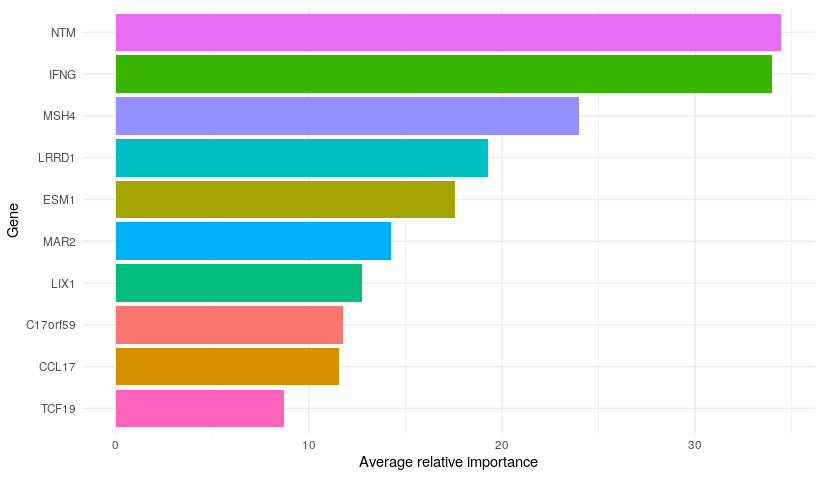 NTM
IFNG
MSH4
LRRD1
ESM1
MAR2
LIX1
C17orf59
CCL17
TCF19
Gene
0 10 20 30
Average relative importance